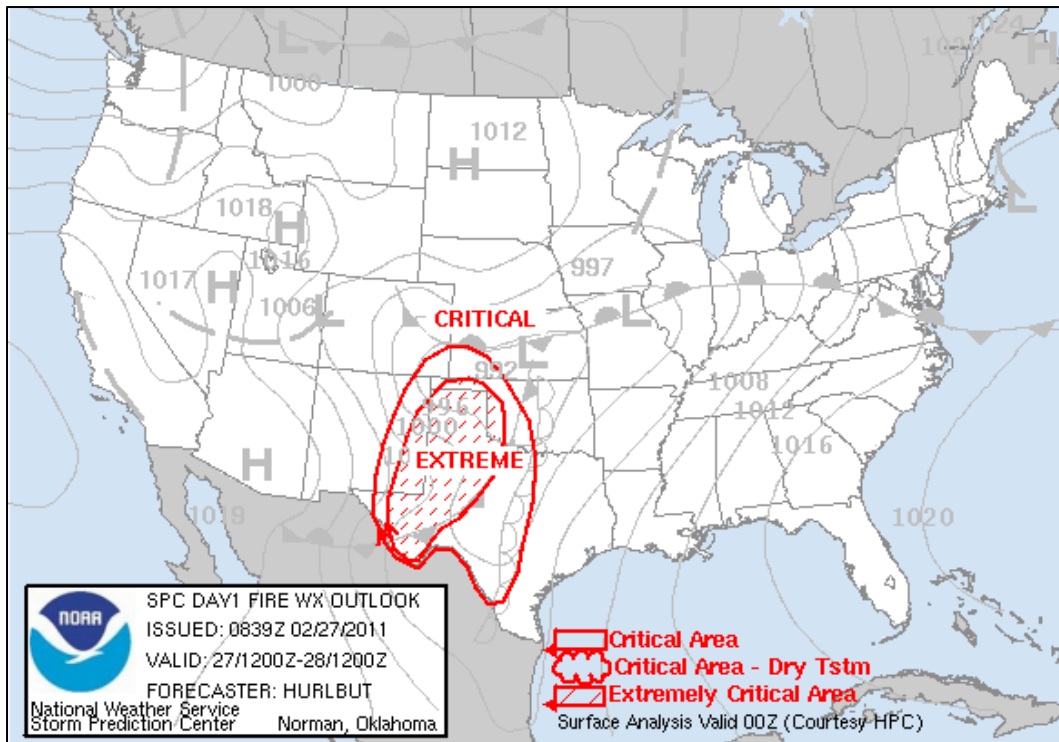 1024
1020
H
L
1000
1012
H
1018
H
1016
1017
H
1006
L
997
L
CRITICAL
L
992
L
996
1000
1008
1012
1016
EXTREME
H
1019
1020
NOAA
SPC DAY1 FIRE WX OUTLOOK
ISSUED: 0839Z 02/27/2011
VALID: 27/1200Z-28/1200Z
FORECASTER: HURLBUT
National Weather Service
Storm Prediction Center Norman, Oklahoma
Critical Area
Critical Area - Dry Tstm
Extremely Critical Area
Surface Analysis Valid 00Z (Courtesy HPC)